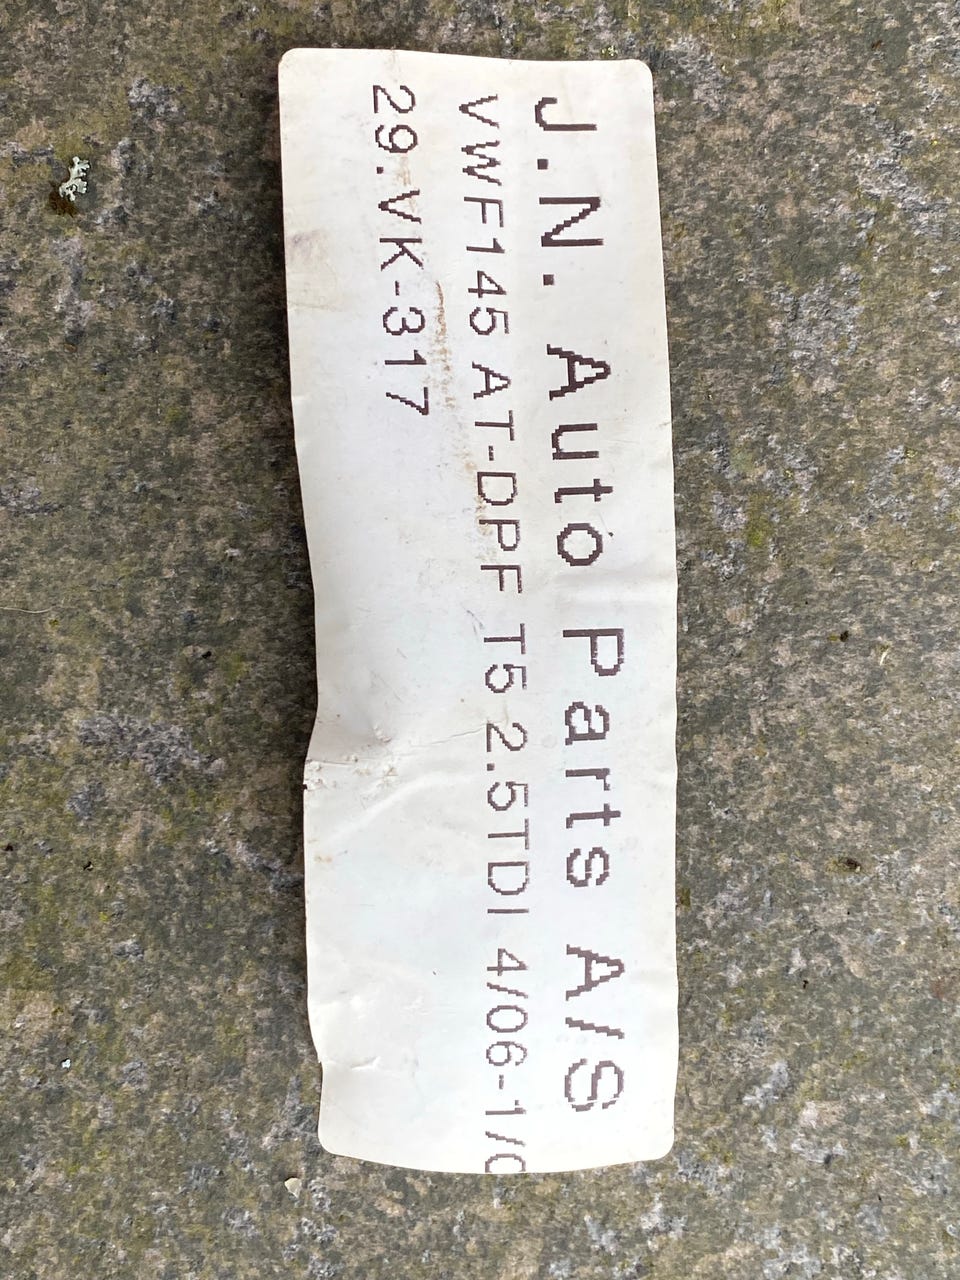 J.N. Auto Parts A/S
VWF145 AT-DPF T5 2.5TDI 4/06-1/0
29.VK-317